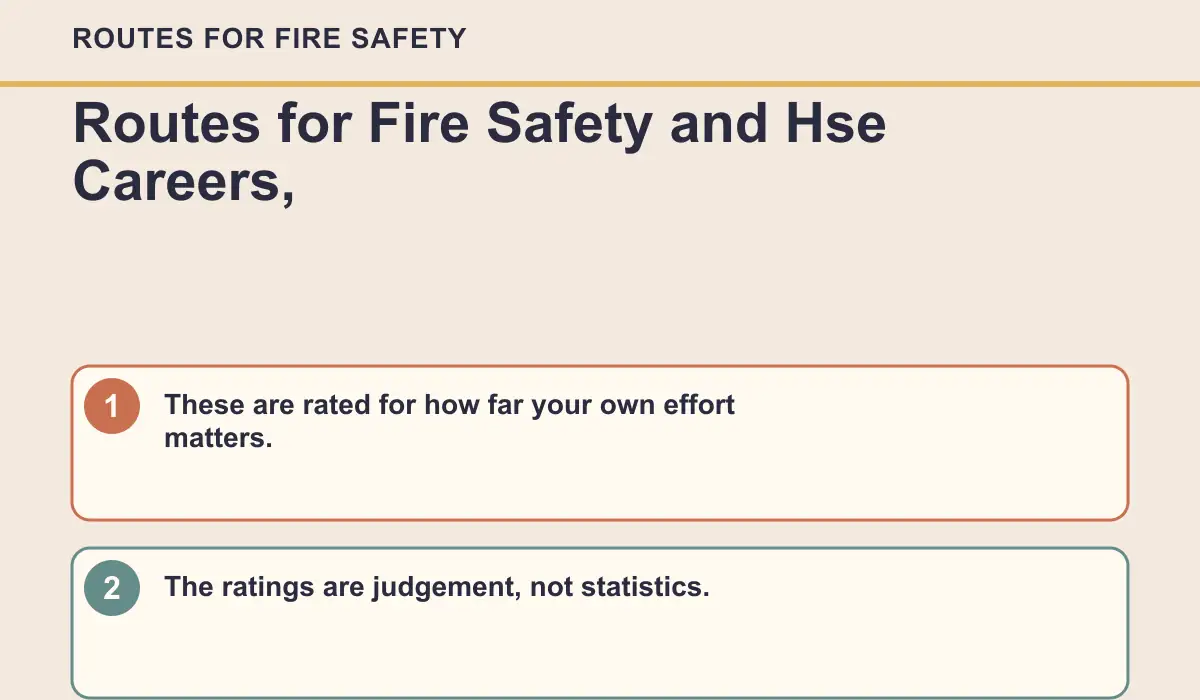 ROUTES FOR FIRE SAFETY
Routes for Fire Safety and Hse
Careers,
1
These are rated for how far your own effort
matters.
2
The ratings are judgement, not statistics.